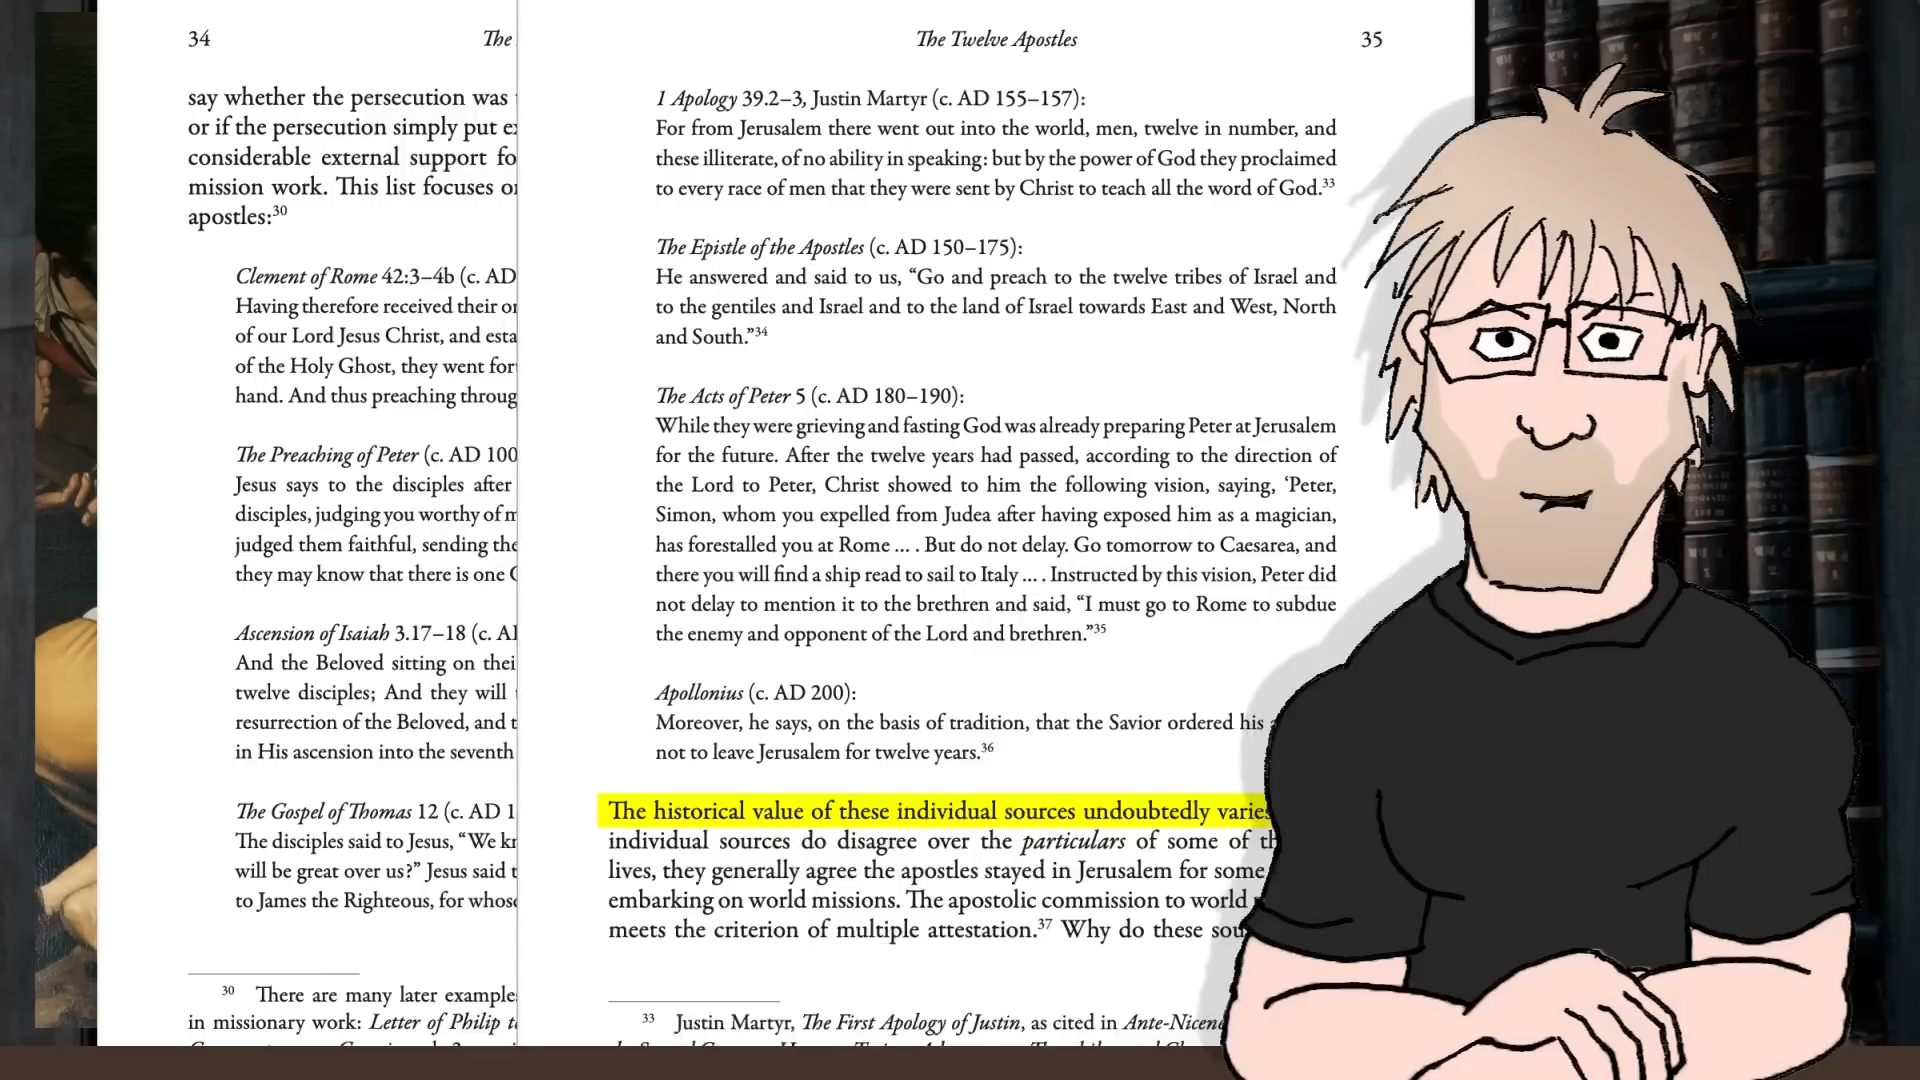 34
The
say whether the persecution was
or if the persecution simply put
considerable external support
mission work. This list focuses
apostles:30
Clement of Rome 42:3–4b (c. AD
Having therefore received their
of our Lord Jesus Christ, and
of the Holy Ghost, they went
hand. And thus preaching
The Preaching of Peter (c. AD 100
Jesus says to the disciples after
disciples, judging you worthy of
judged them faithful, sending
they may know that there is one
Ascension of Isaiah 3.17–18 (c.
And the Beloved sitting on
twelve disciples; And they will
resurrection of the Beloved, and
in His ascension into the seventh
The Gospel of Thomas 12 (c. AD
The disciples said to Jesus, “We
will be great over us?” Jesus said
to James the Righteous, for
30 There are many later
in missionary work: Letter of Philip
The Twelve Apostles 35
1 Apology 39.2–3, Justin Martyr (c. AD 155–157):
For from Jerusalem there went out into the world, men, twelve in number, and
these illiterate, of no ability in speaking: but by the power of God they proclaimed
to every race of men that they were sent by Christ to teach all the word of God.33
The Epistle of the Apostles (c. AD 150–175):
He answered and said to us, “Go and preach to the twelve tribes of Israel and
to the gentiles and Israel and to the land of Israel towards East and West, North
and South.”34
The Acts of Peter 5 (c. AD 180–190):
While they were grieving and fasting God was already preparing Peter at Jerusalem
for the future. After the twelve years had passed, according to the direction of
the Lord to Peter, Christ showed to him the following vision, saying, ‘Peter,
Simon, whom you expelled from Judea after having exposed him as a magician,
has forestalled you at Rome ... . But do not delay. Go tomorrow to Caesarea, and
there you will find a ship read to sail to Italy ... . Instructed by this vision, Peter did
not delay to mention it to the brethren and said, “I must go to Rome to subdue
the enemy and opponent of the Lord and brethren.”35
Apollonius (c. AD 200):
Moreover, he says, on the basis of tradition, that the Savior ordered his
not to leave Jerusalem for twelve years.36
The historical value of these individual sources undoubtedly
individual sources do disagree over the particulars of some of
lives, they generally agree the apostles stayed in Jerusalem for some
embarking on world missions. The apostolic commission to world
meets the criterion of multiple attestation.37 Why do these
33 Justin Martyr, The First Apology of Justin, as cited in